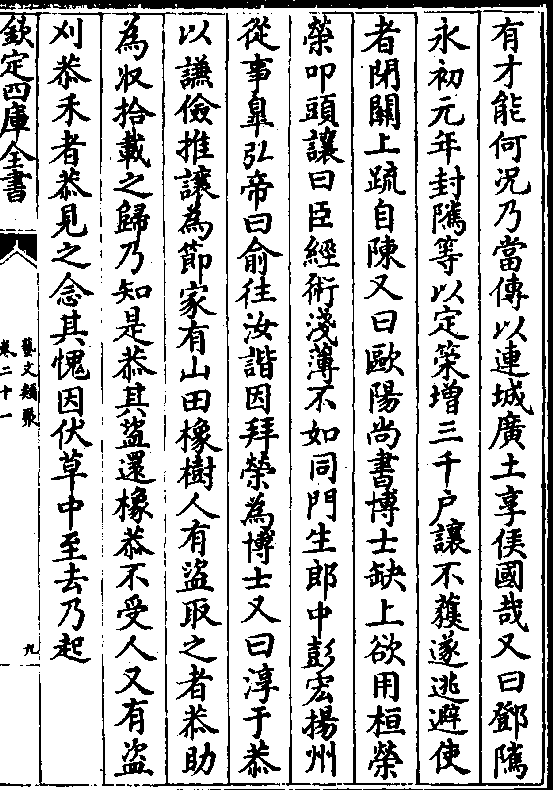 有才能何況乃當傳以連城廣土享侯國哉又曰鄧隲
永初元年封隲等以定策増三千户讓不獲遂逃避使
者閉關上䟽自陳又曰歐陽尚書博士缺上欲用桓榮
榮叩頭讓曰臣經術淺薄不如同門生郎中彭宏揚州
從事臯弘帝曰俞往汝諧因拜榮為博士又曰淳于恭
以謙儉推讓為節家有山田橡樹人有盜取之者恭助
為收拾載之歸乃知是恭其盜還橡恭不受人又有盜
刈恭禾者恭見之念其愧因伏草中至去乃起
欽定四庫全書
藝文類聚
卷二十一
九